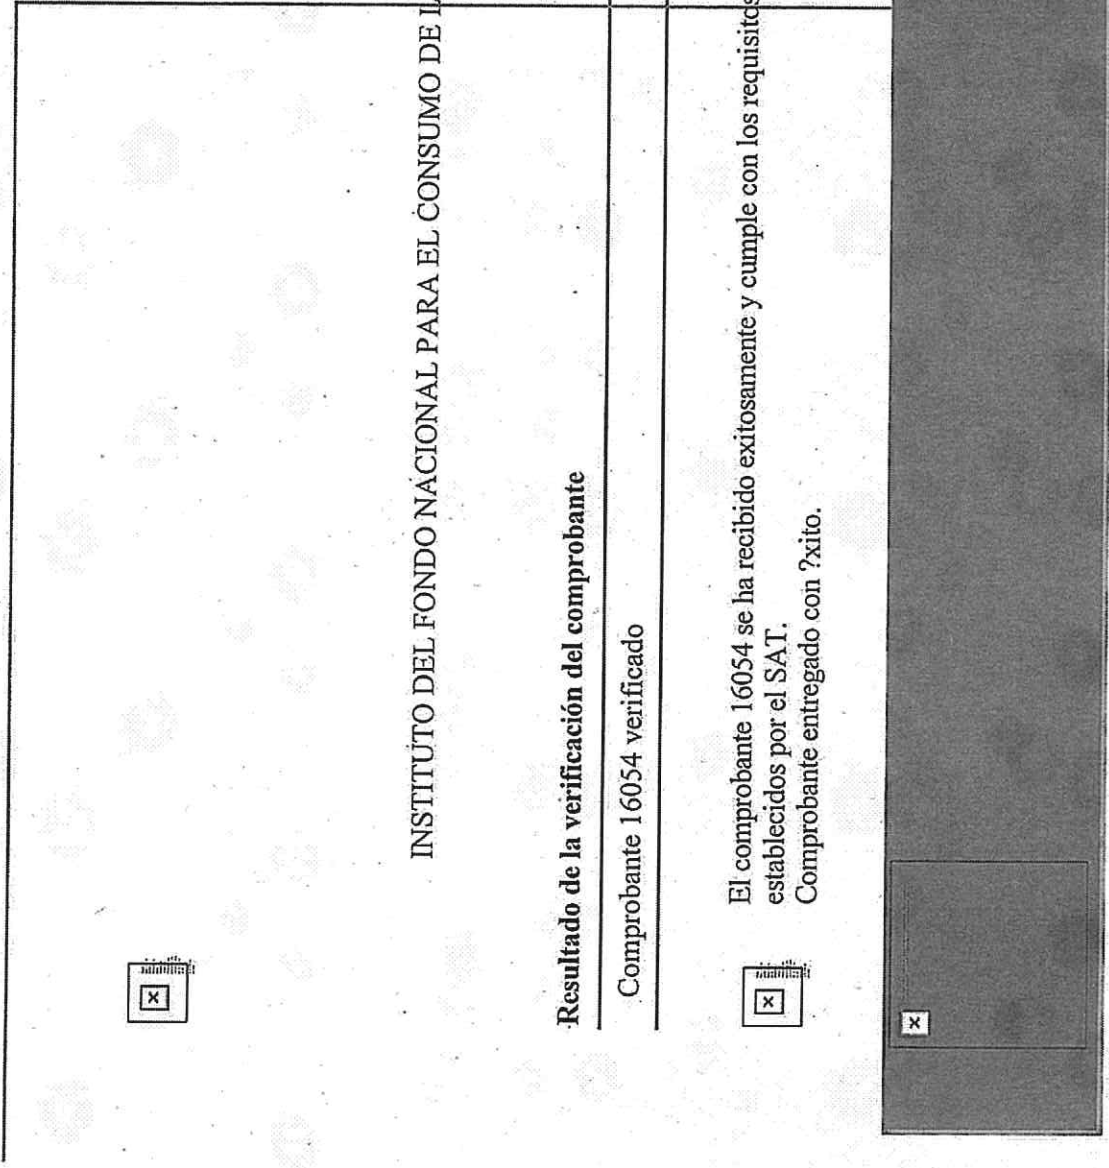 INSTITUTO DEL FONDO NACIONAL PARA EL CONSUMO DE L
Resultado de la verificación del comprobante
Comprobante 16054 verificado
El comprobante 16054 se ha recibido exitosamente y cumple con los requisitos
establecidos por el SAT.
Comprobante entregado con ?xito.